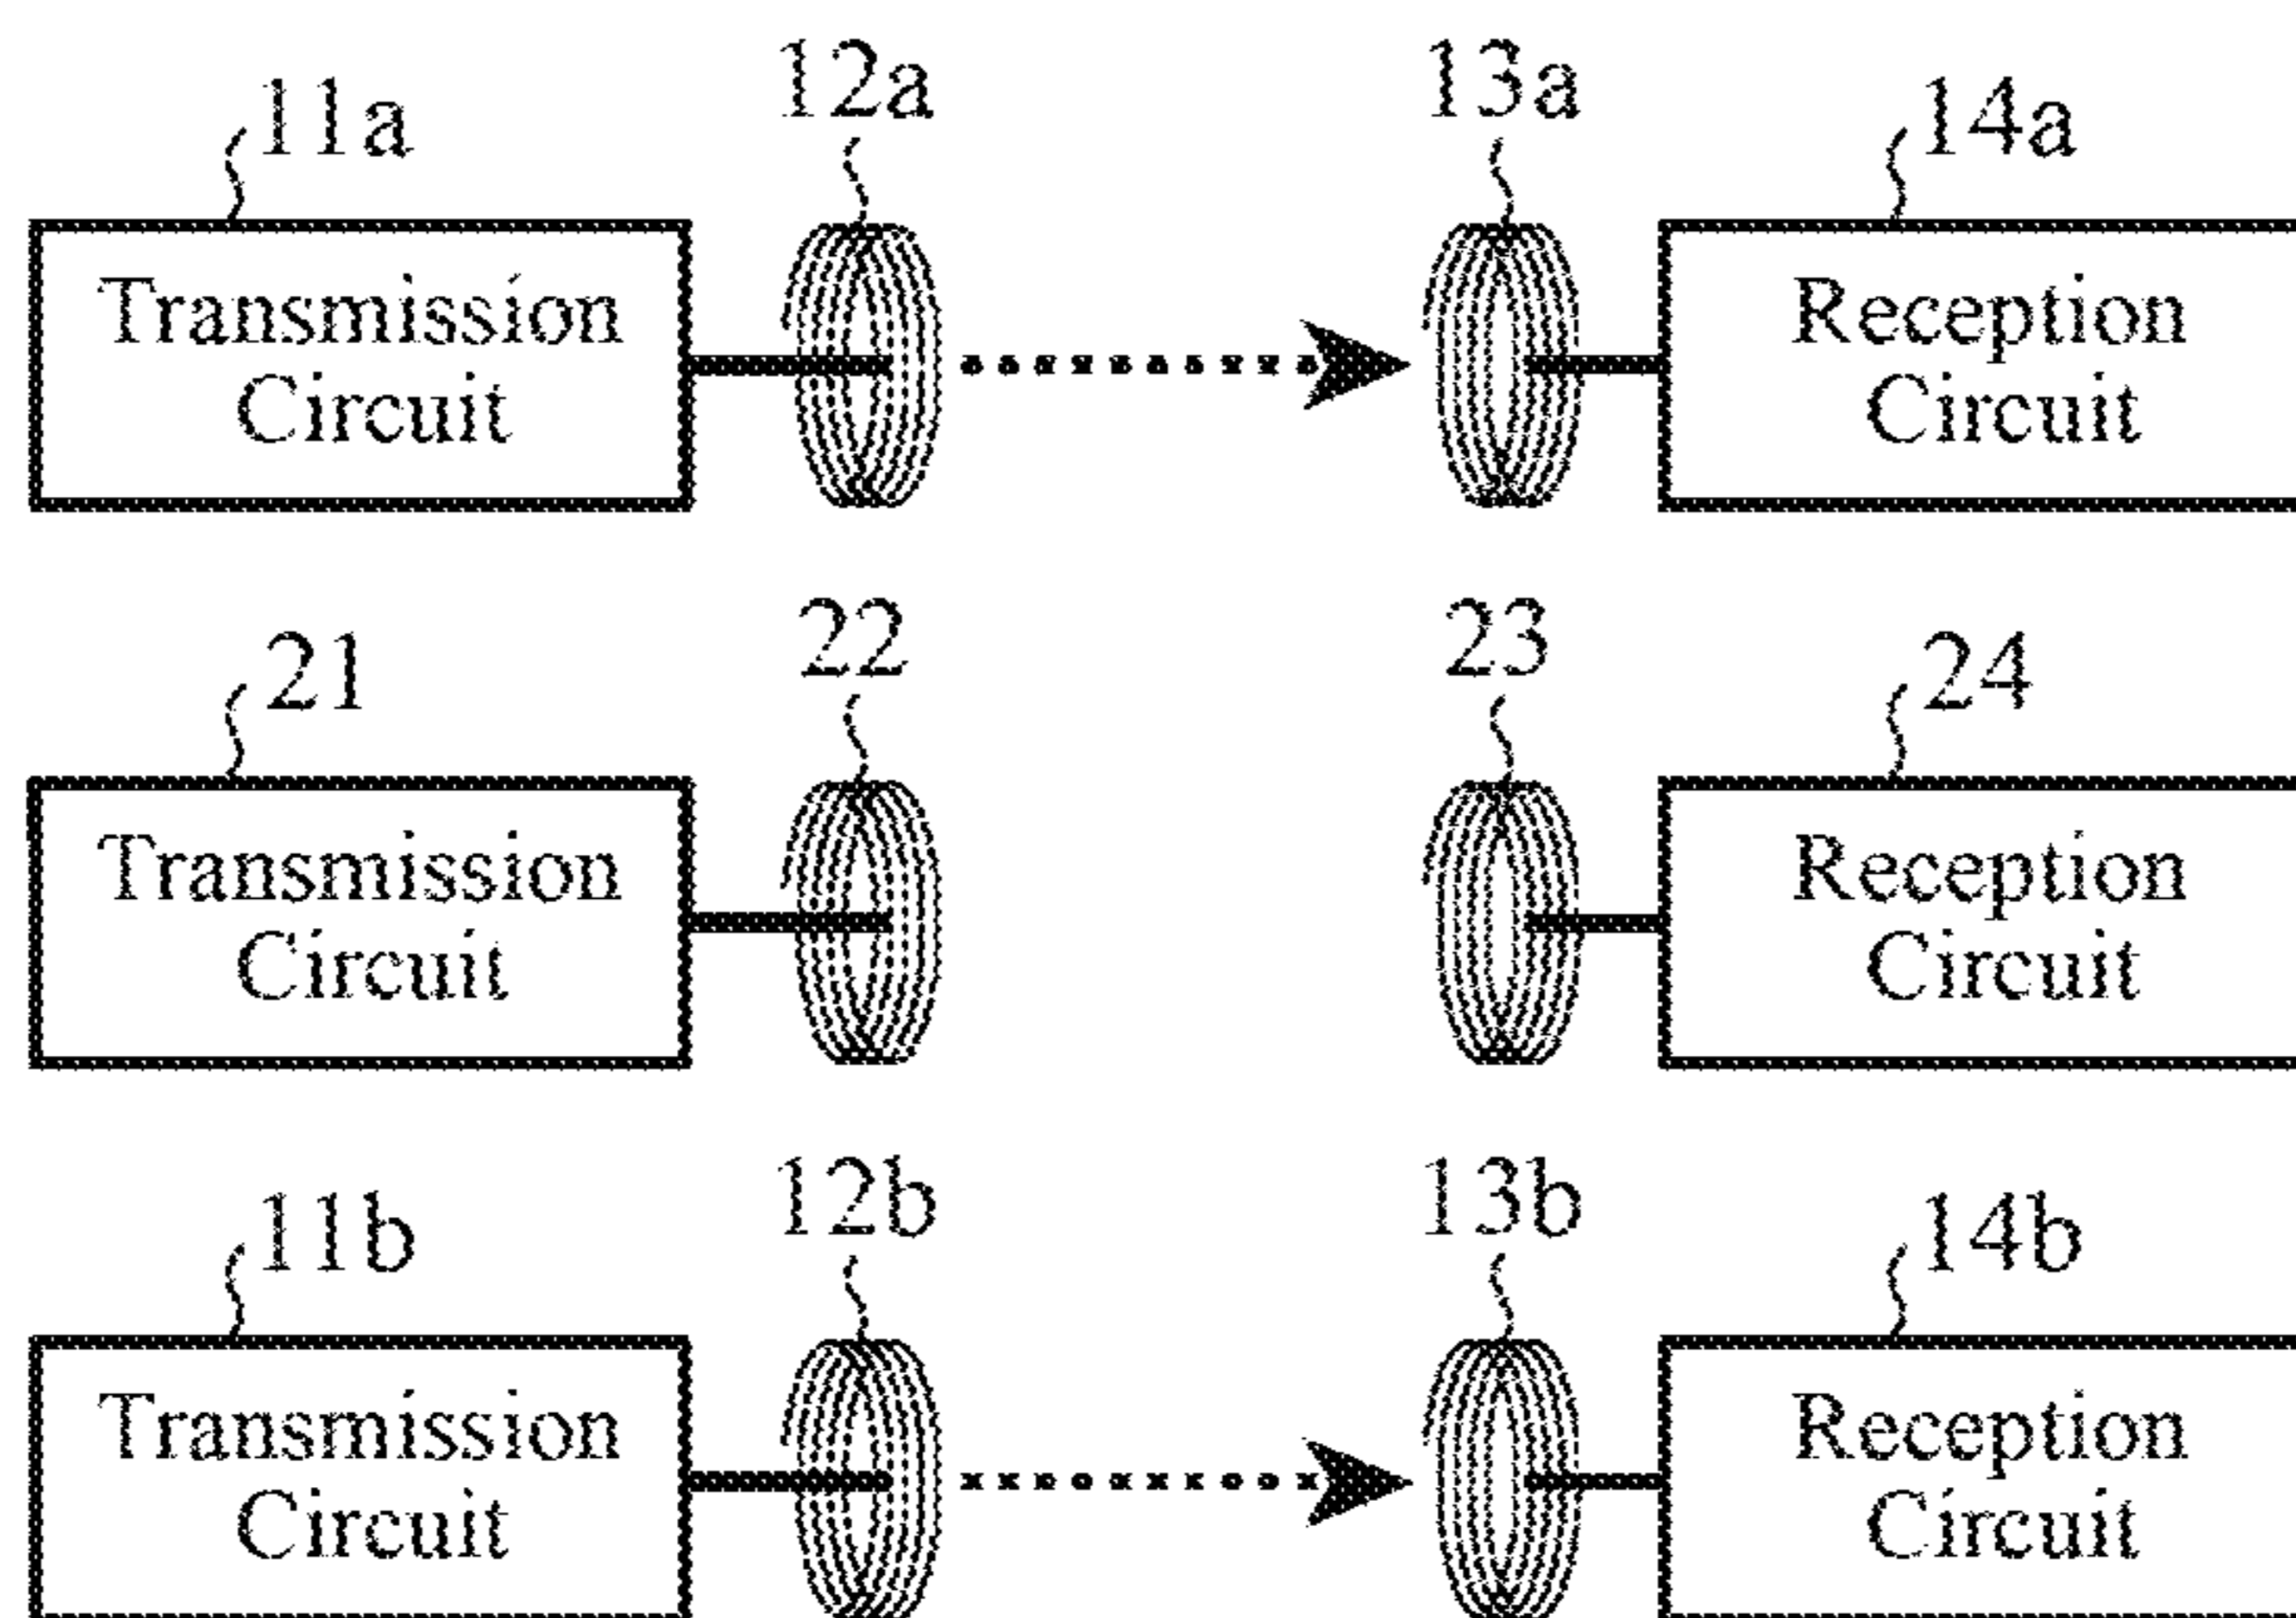 11a 12a 13a 14a
Transmission Reception
Circuit Circuit
21 22 23 24
Transmission Reception
Circuit Circuit
11b 12b 13b 14b
Transmission Reception
Circuit Circuit